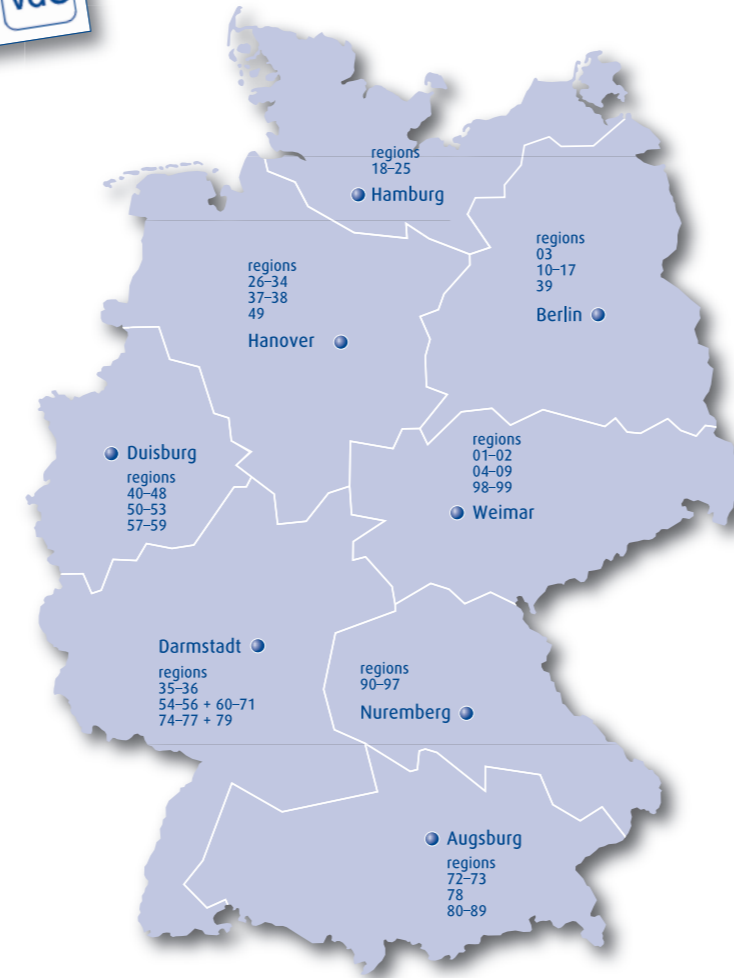 vdd
regions
18–25
Hamburg
regions
03
10–17
39
Berlin
regions
26–34
37–38
49
Hanover
Duisburg
regions
40–48
50–53
57–59
regions
01–02
04–09
98–99
Weimar
Darmstadt
regions
35–36
54–56 + 60–71
74–77 + 79
regions
90–97
Nuremberg
Augsburg
regions
72–73
78
80–89